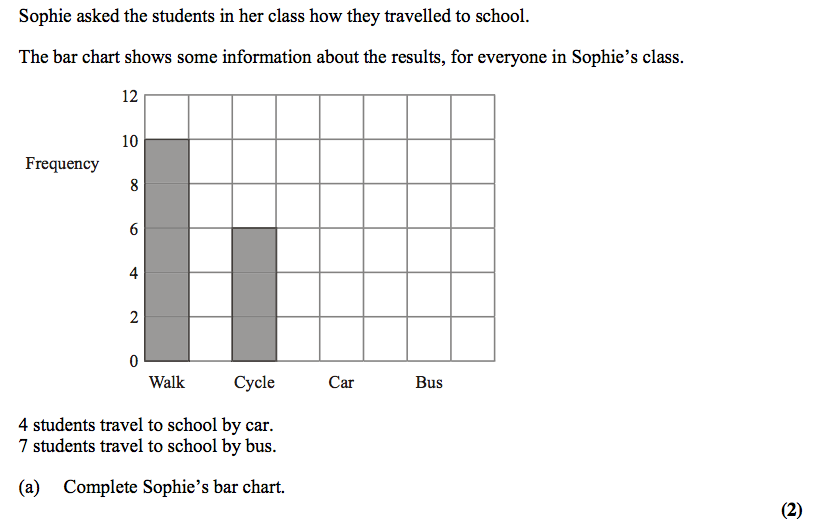 Sophie asked the students in her class how they travelled to school.
The bar chart shows some information about the results, for everyone in Sophie’s class.
12
10
Frequency
8
6
4
2
0
Walk Cycle Car Bus
4 students travel to school by car.
7 students travel to school by bus.
(a) Complete Sophie’s bar chart.
(2)